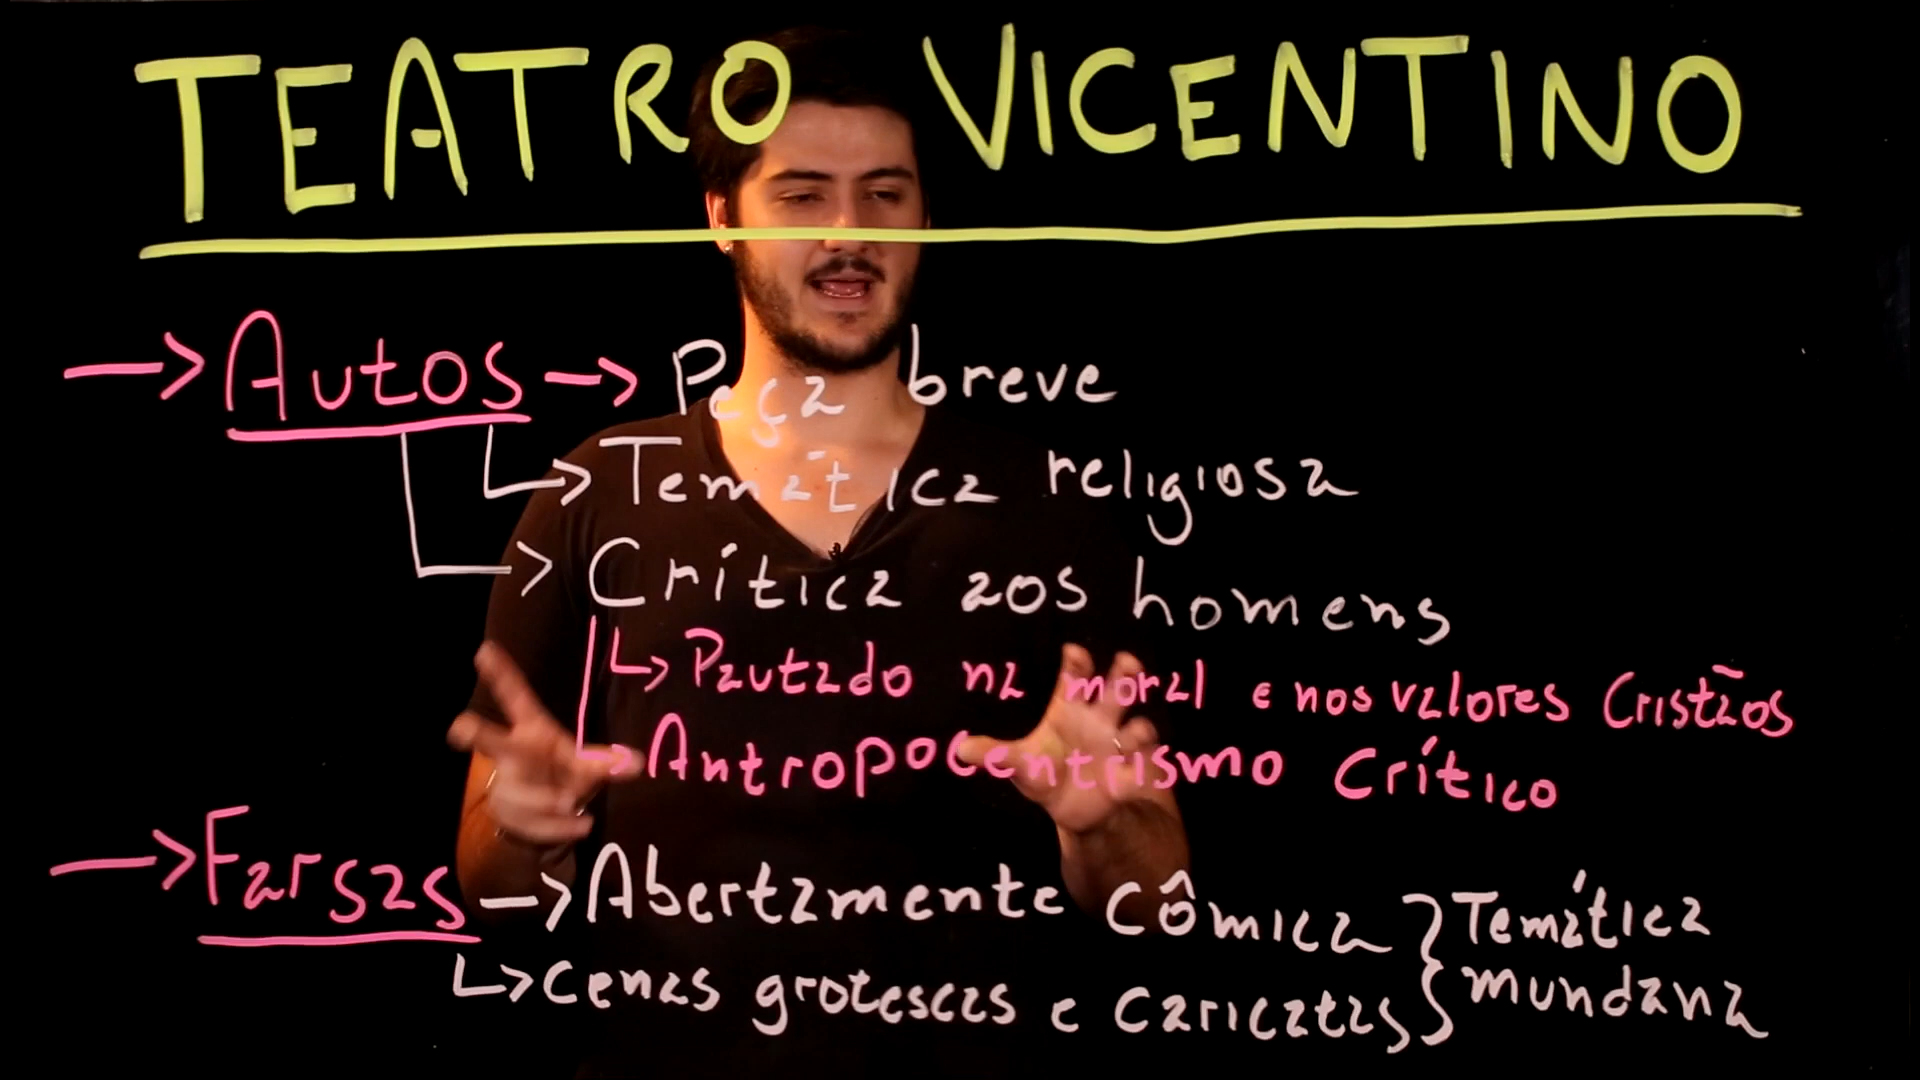 TEATRO VICENTINO
→ Autos → Peça breve
↳ Temática religiosa
↳ Crítica aos homens
↳ Pautado na moral e nos valores Cristãos
↳ Antropocentrismo Crítico
→ Farsas → Abertamente cômica } Temática
↳ Cenas grotescas e caricatas } mundana